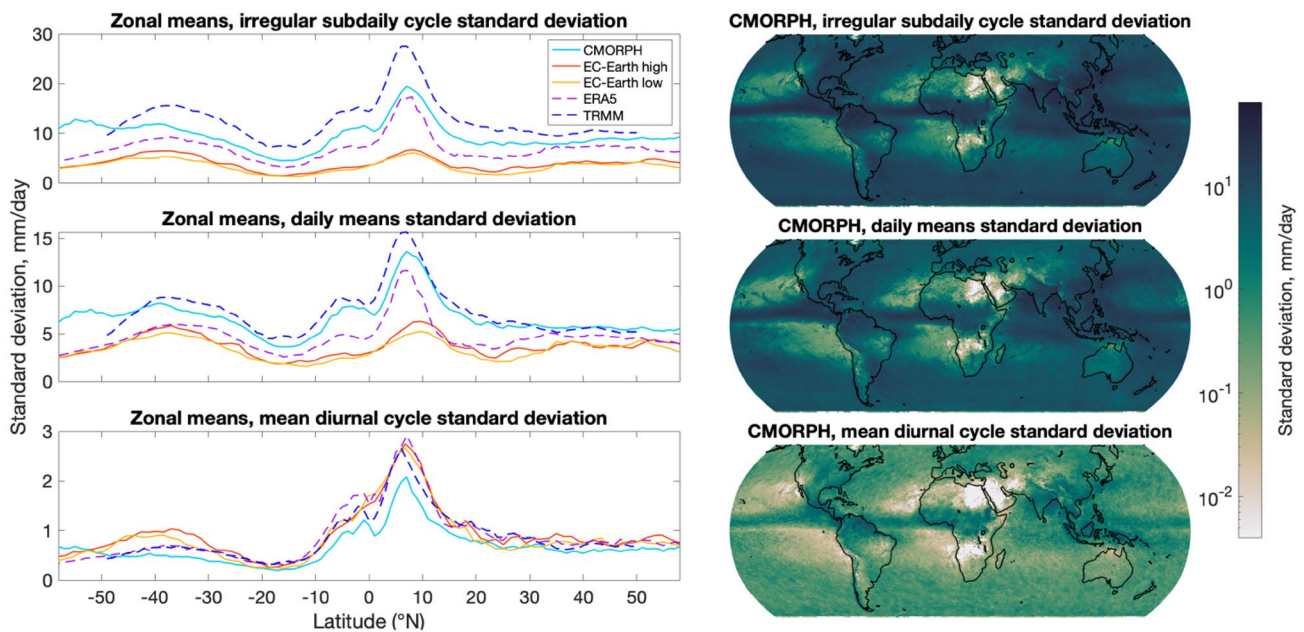 Zonal means, irregular subdaily cycle standard deviation
30
20
10
0
CMORPH
EC-Earth high
EC-Earth low
ERA5
TRMM
Zonal means, daily means standard deviation
15
10
5
0
Zonal means, mean diurnal cycle standard deviation
3
2
1
0
-50 -40 -30 -20 -10 0 10 20 30 40 50
Latitude (°N)
Standard deviation, mm/day
CMORPH, irregular subdaily cycle standard deviation
CMORPH, daily means standard deviation
CMORPH, mean diurnal cycle standard deviation
10¹
10⁰
10⁻¹
10⁻²
Standard deviation, mm/day